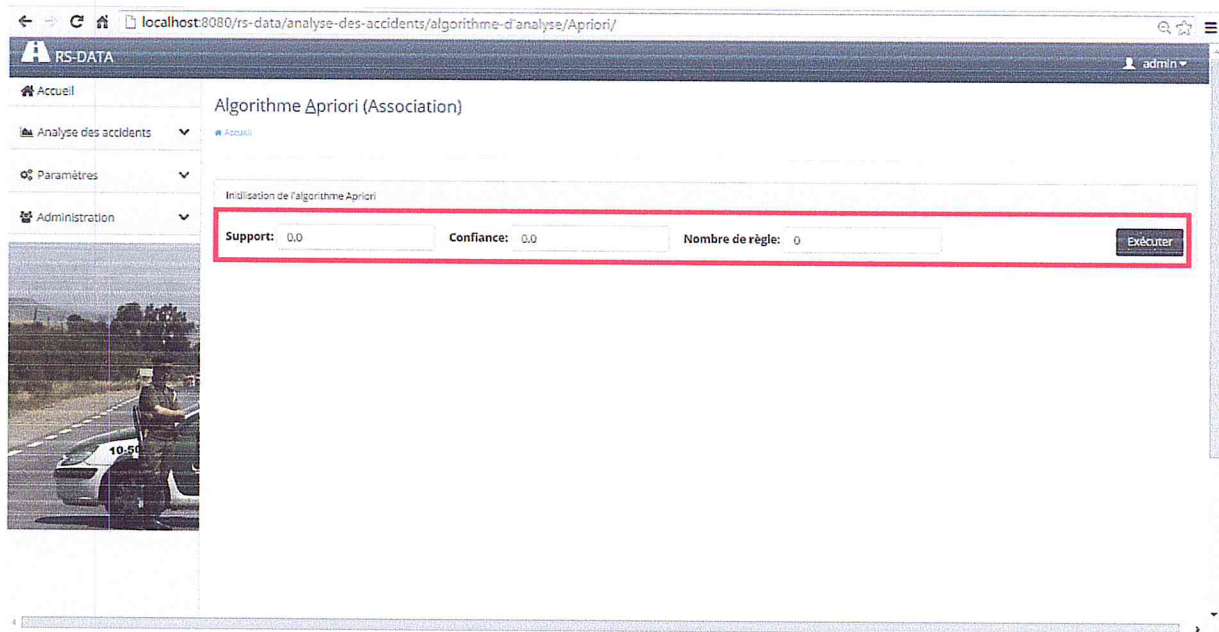 localhost:8080/rs-data/analyse-des-accidents/algorithme-d'analyse/Apriori/
RS-DATA
admin
Accueil
Analyse des accidents
Paramètres
Administration
Algorithme Apriori (Association)
Accueil
Initilisation de l'algorithme Apriori
Support: 0,0 Confiance: 0,0 Nombre de règle: 0 Exécuter
10-50